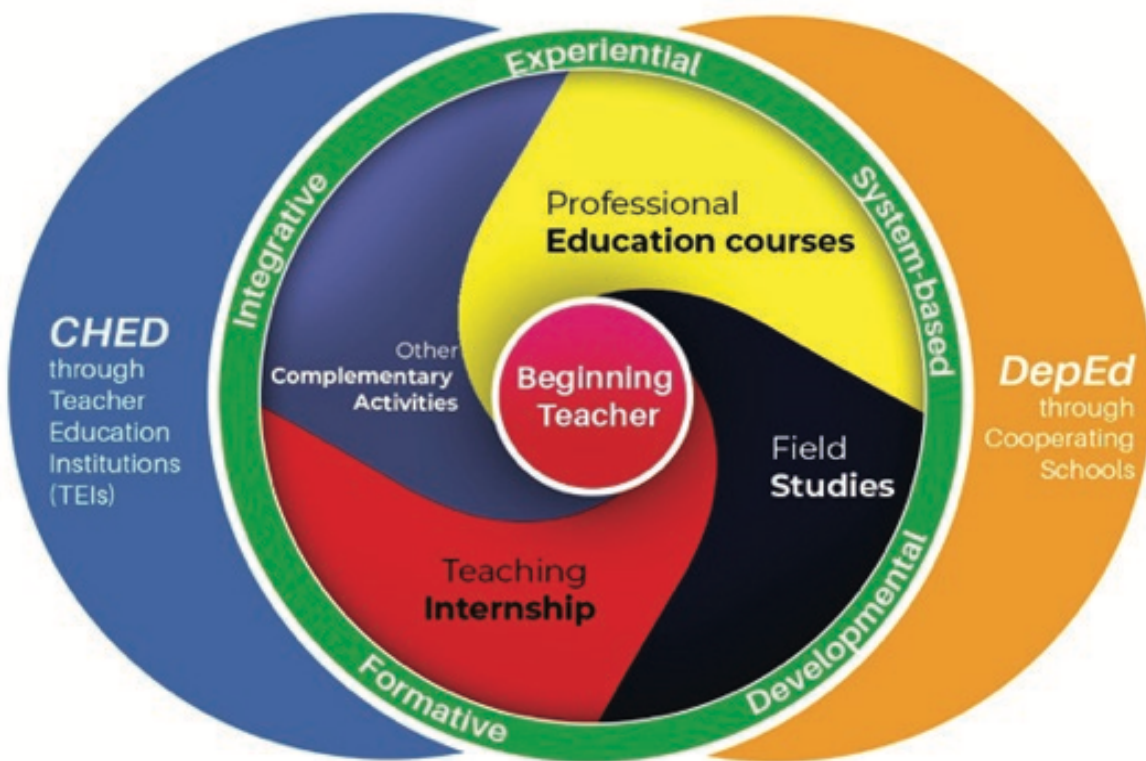 Experiential
Integrative
System-based
Professional
Education courses
CHED
through
Teacher
Education
Institutions
(TEIs)
Other
Complementary
Activities
Beginning
Teacher
DepEd
through
Cooperating
Schools
Field
Studies
Teaching
Internship
Formative
Developmental